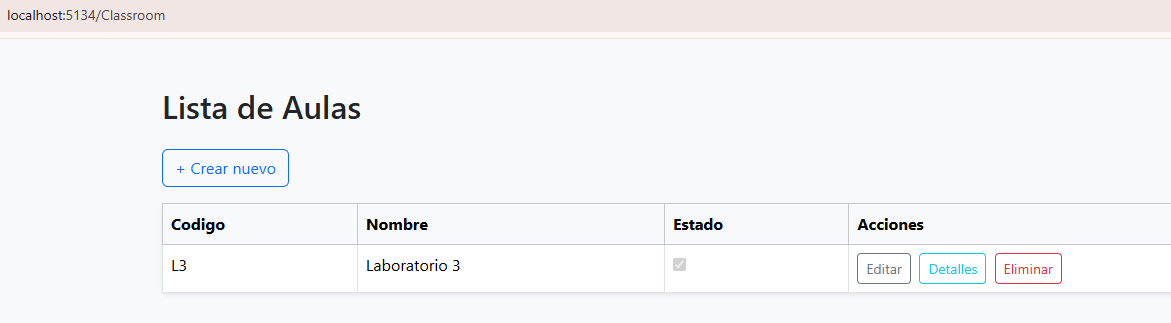 localhost:5134/Classroom
Lista de Aulas
+ Crear nuevo
Codigo Nombre Estado Acciones
L3 Laboratorio 3 Editar Detalles Eliminar